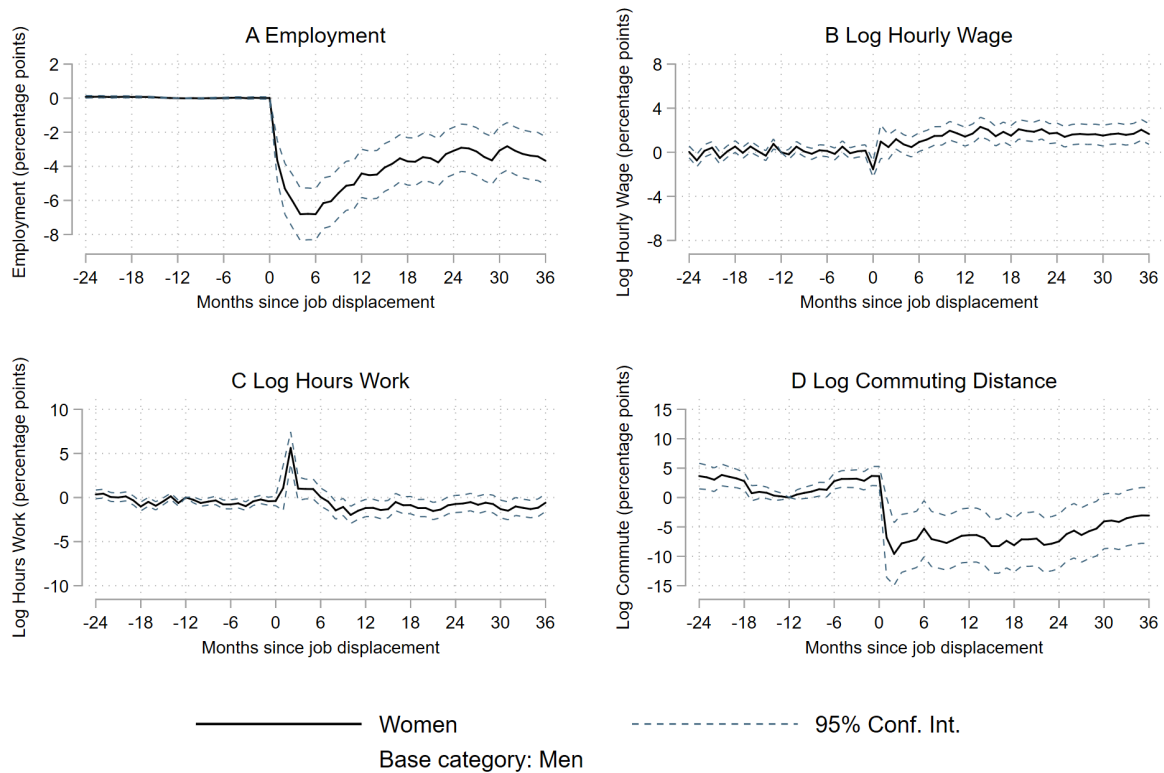 A Employment
Employment (percentage points)
2
0
-2
-4
-6
-8
-24 -18 -12 -6 0 6 12 18 24 30 36
Months since job displacement
B Log Hourly Wage
Log Hourly Wage (percentage points)
8
4
0
-4
-8
-24 -18 -12 -6 0 6 12 18 24 30 36
Months since job displacement
C Log Hours Work
Log Hours Work (percentage points)
10
5
0
-5
-10
-24 -18 -12 -6 0 6 12 18 24 30 36
Months since job displacement
D Log Commuting Distance
Log Commute (percentage points)
15
10
5
0
-5
-10
-15
-24 -18 -12 -6 0 6 12 18 24 30 36
Months since job displacement
Women
95% Conf. Int.
Base category: Men